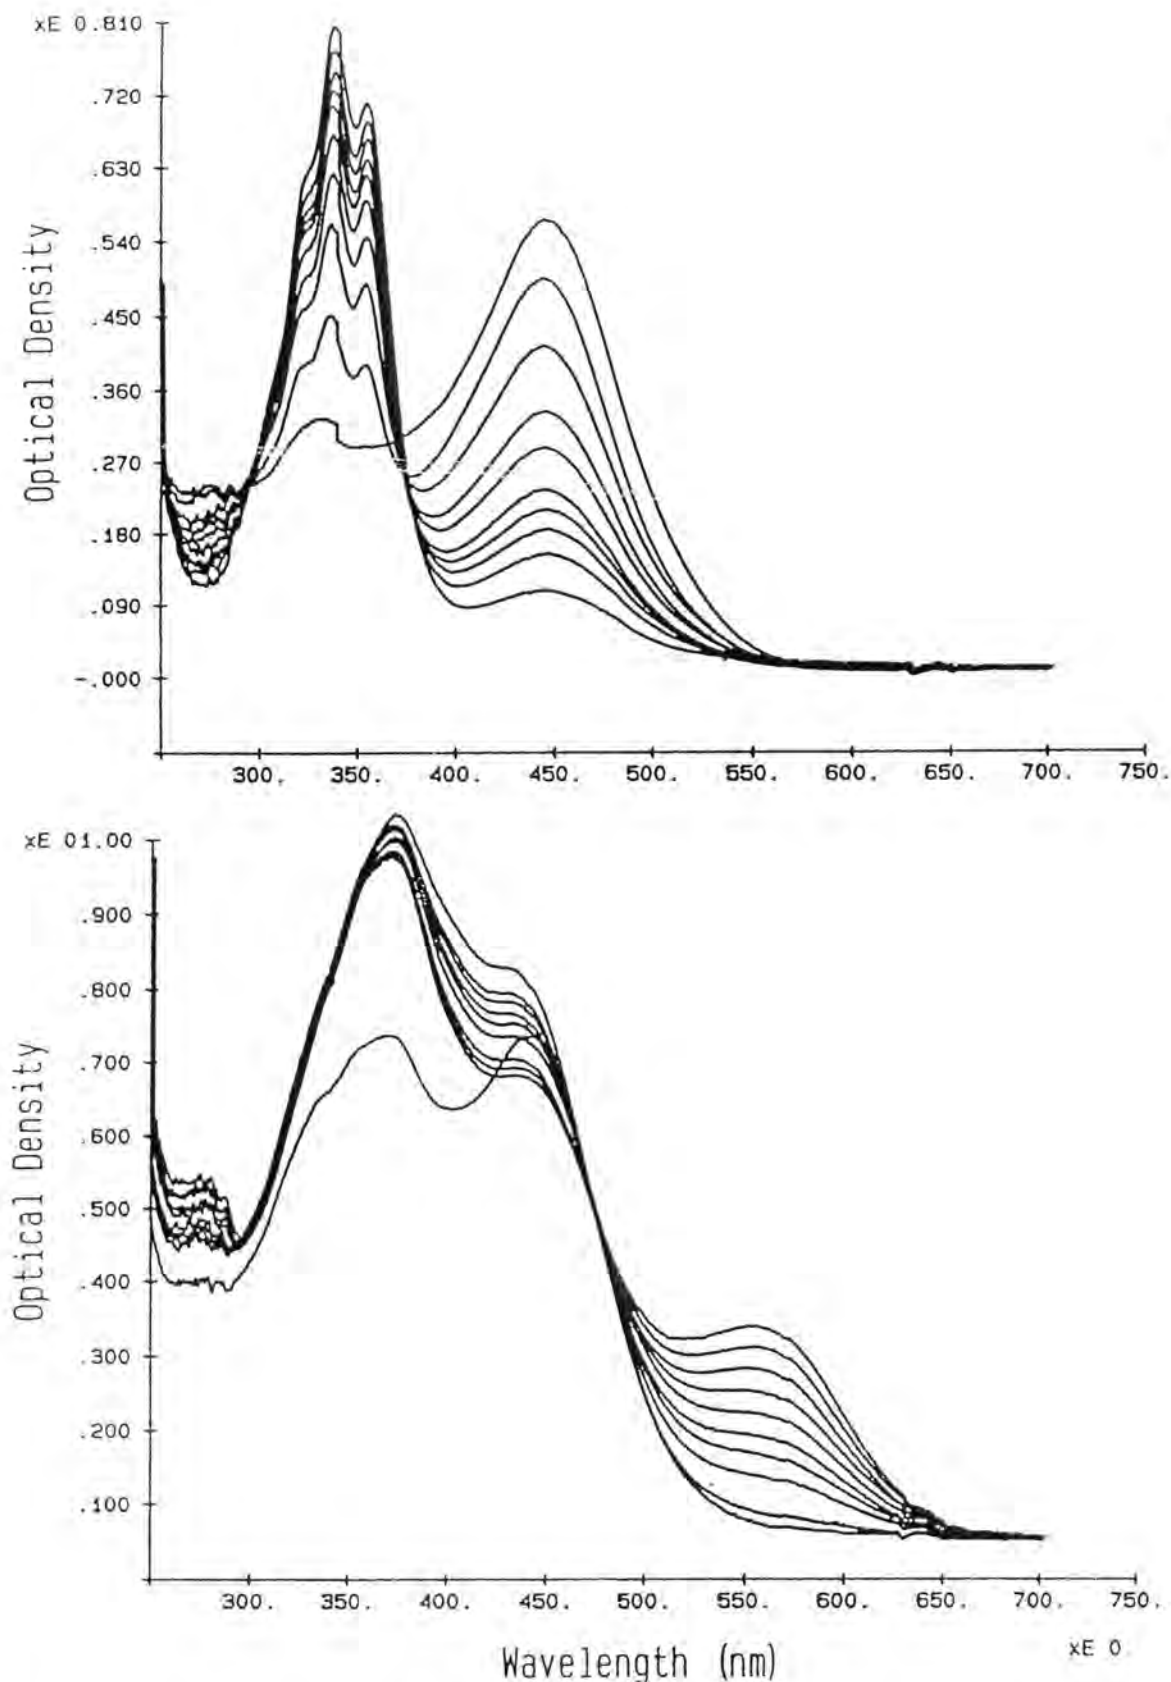 xE 0.810
.720
.630
.540
.450
.360
.270
.180
.090
-.000
Optical Density
300. 350. 400. 450. 500. 550. 600. 650. 700. 750.
xE 01.00
.900
.800
.700
.600
.500
.400
.300
.200
.100
Optical Density
300. 350. 400. 450. 500. 550. 600. 650. 700. 750.
xE 0
Wavelength (nm)